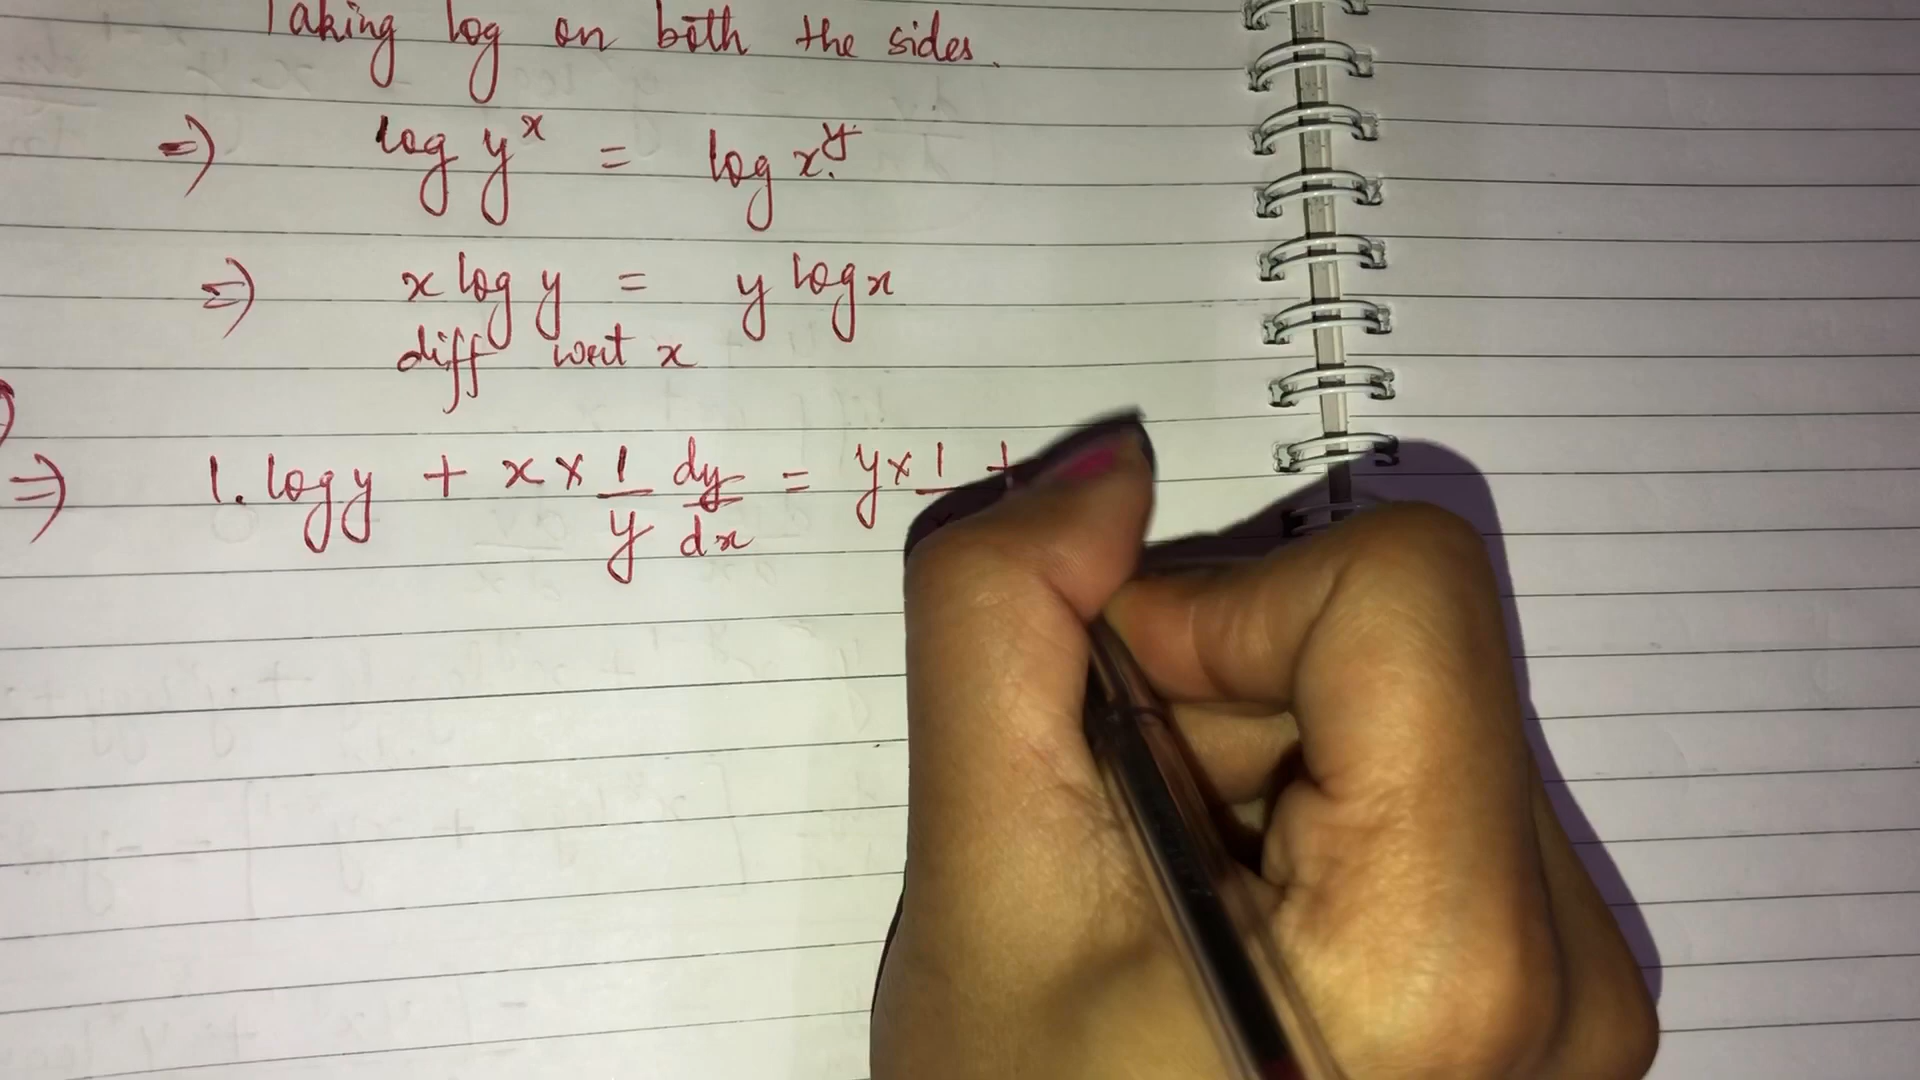 Taking log on both the sides.
=> log y^x = log x^y.
=> x log y = y log x
diff wrt x
=> 1. log y + x × 1/y dy/dx = y × 1/x +